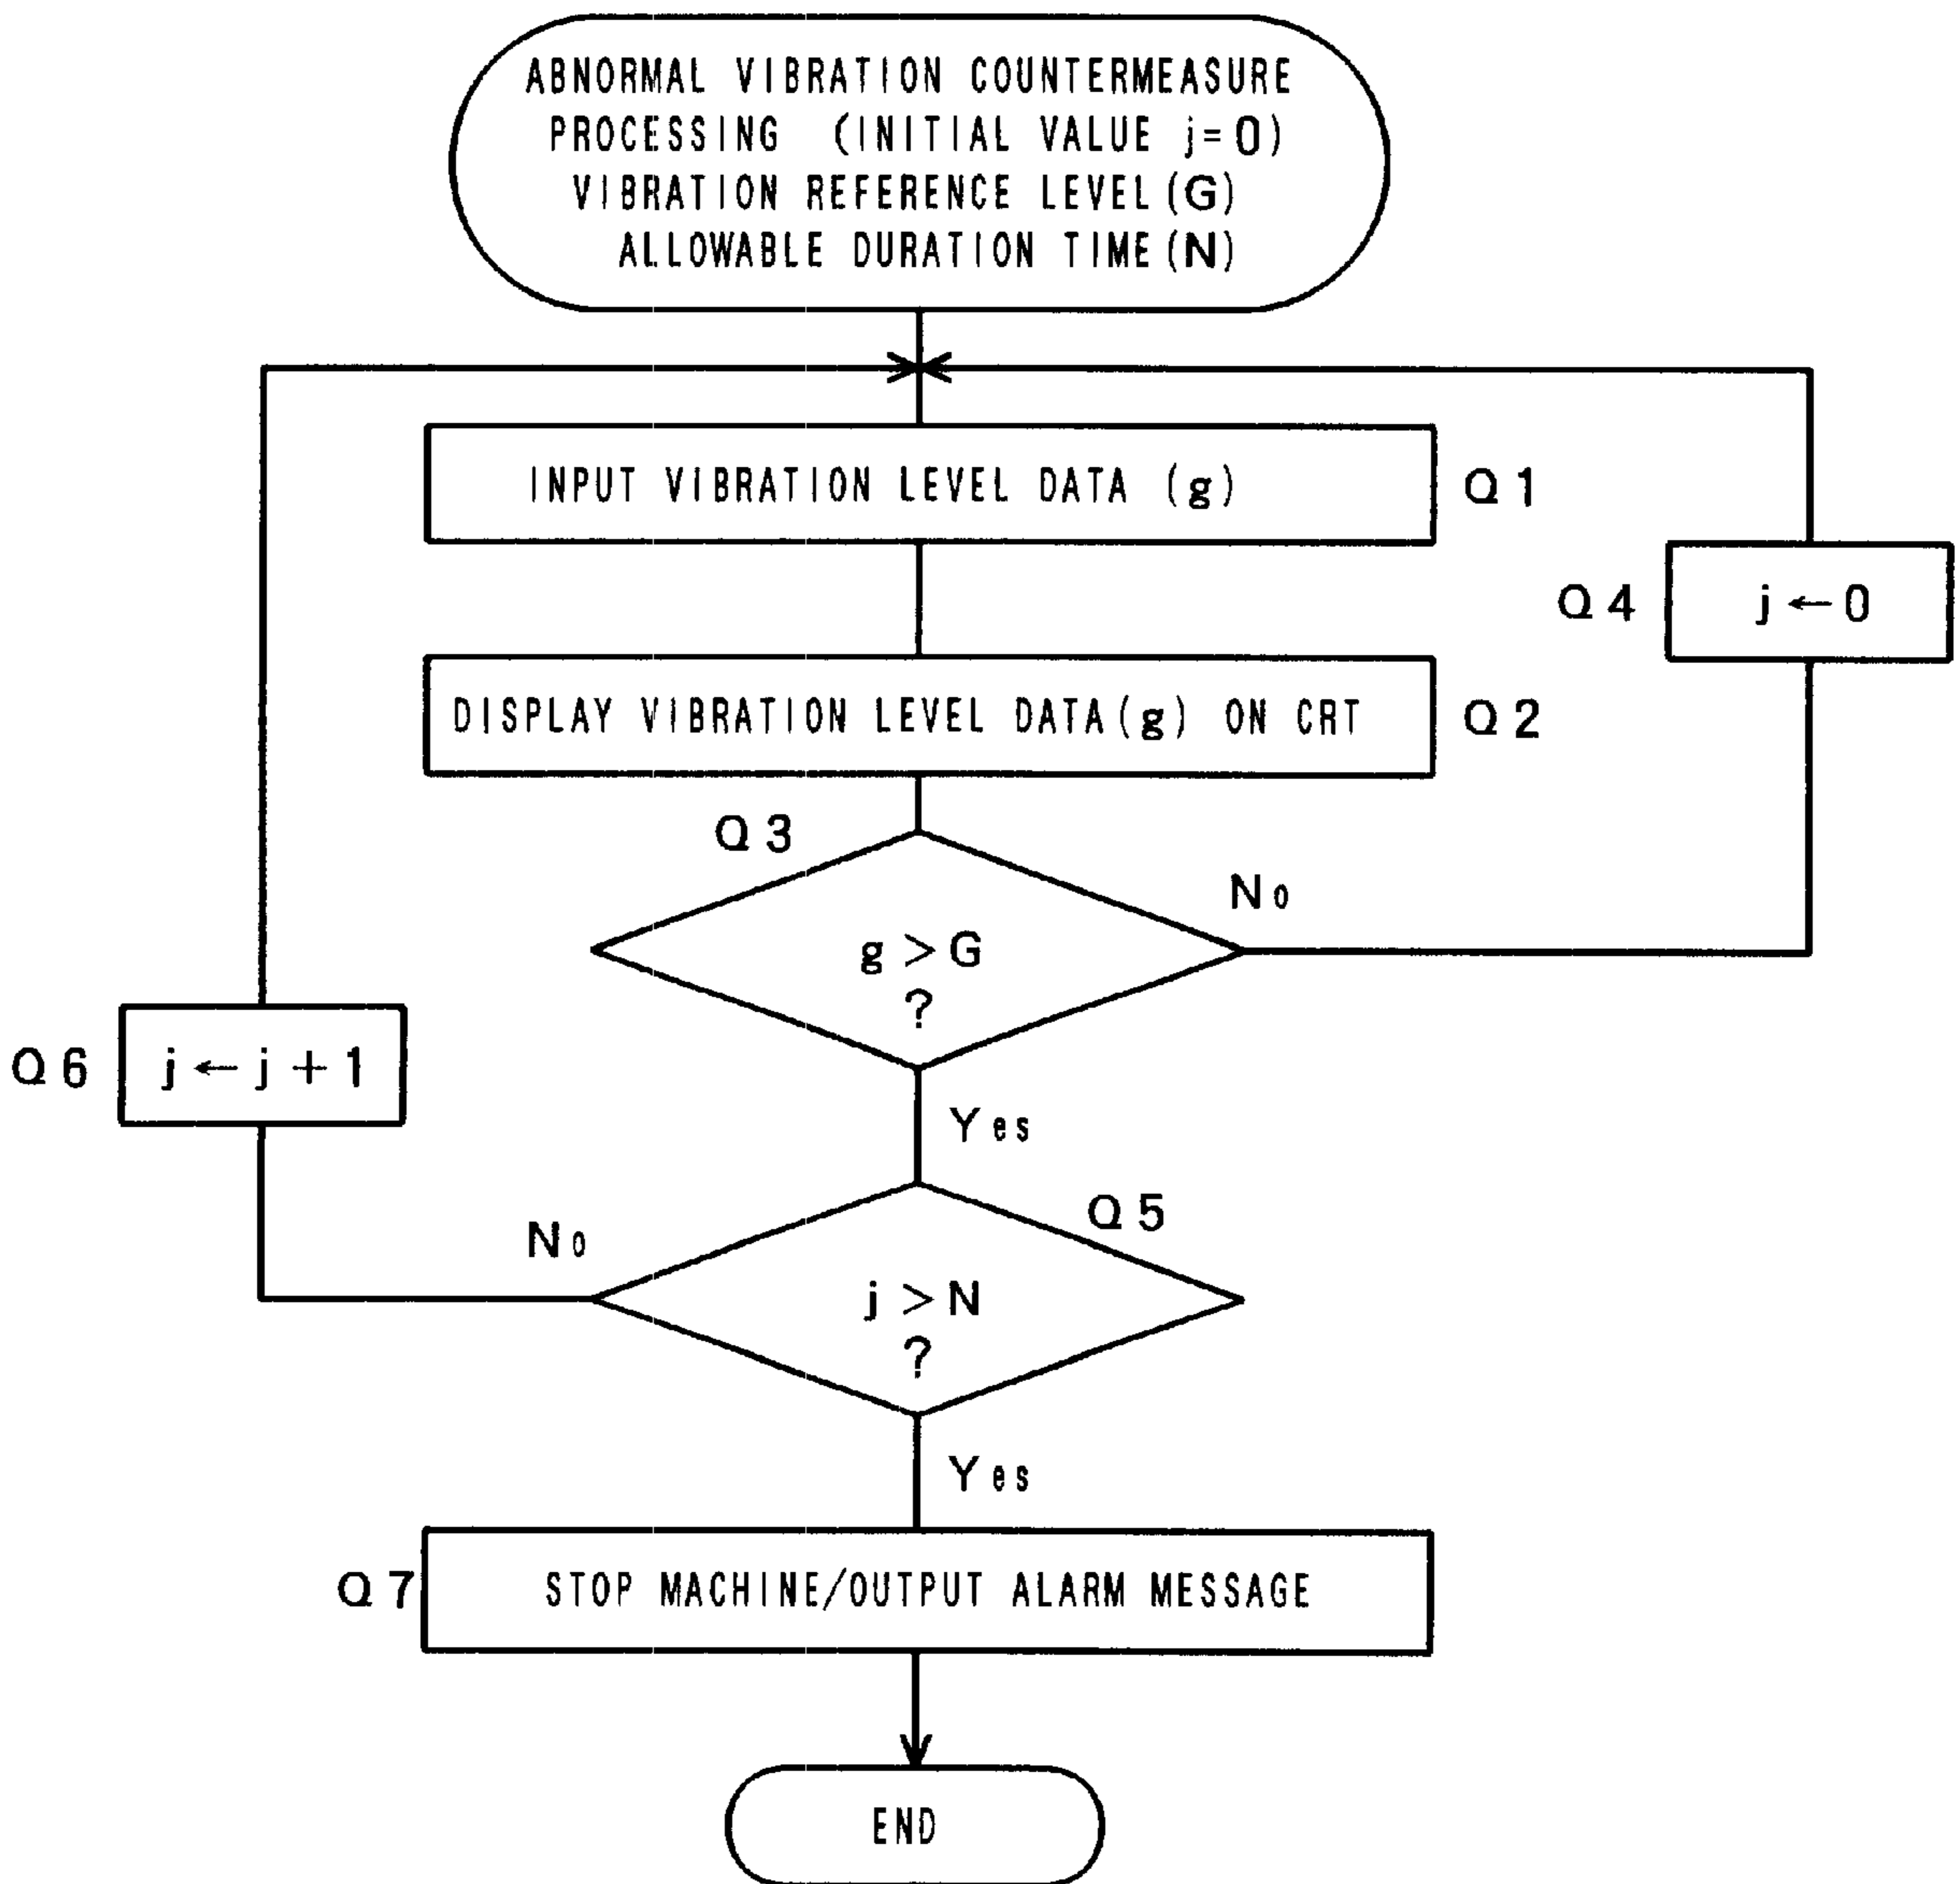 ABNORMAL VIBRATION COUNTERMEASURE
PROCESSING (INITIAL VALUE j=0)
VIBRATION REFERENCE LEVEL(G)
ALLOWABLE DURATION TIME(N)
INPUT VIBRATION LEVEL DATA (g)
Q1
Q4
j←0
DISPLAY VIBRATION LEVEL DATA(g) ON CRT
Q2
Q3
No
g>G
?
Q6
j←j+1
Yes
Q5
No
j>N
?
Yes
Q7
STOP MACHINE/OUTPUT ALARM MESSAGE
END